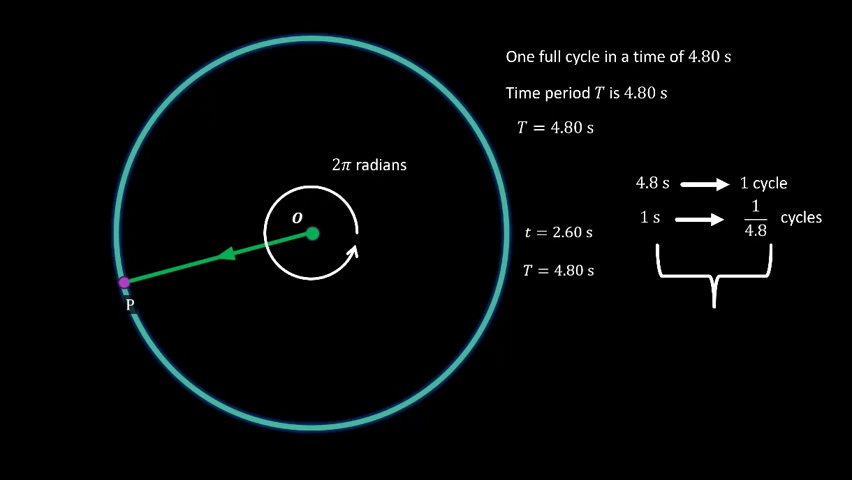 One full cycle in a time of 4.80 s
Time period T is 4.80 s
T = 4.80 s
2π radians
4.8 s 1 cycle
1 s 1/4.8 cycles
O
t = 2.60 s
T = 4.80 s
P